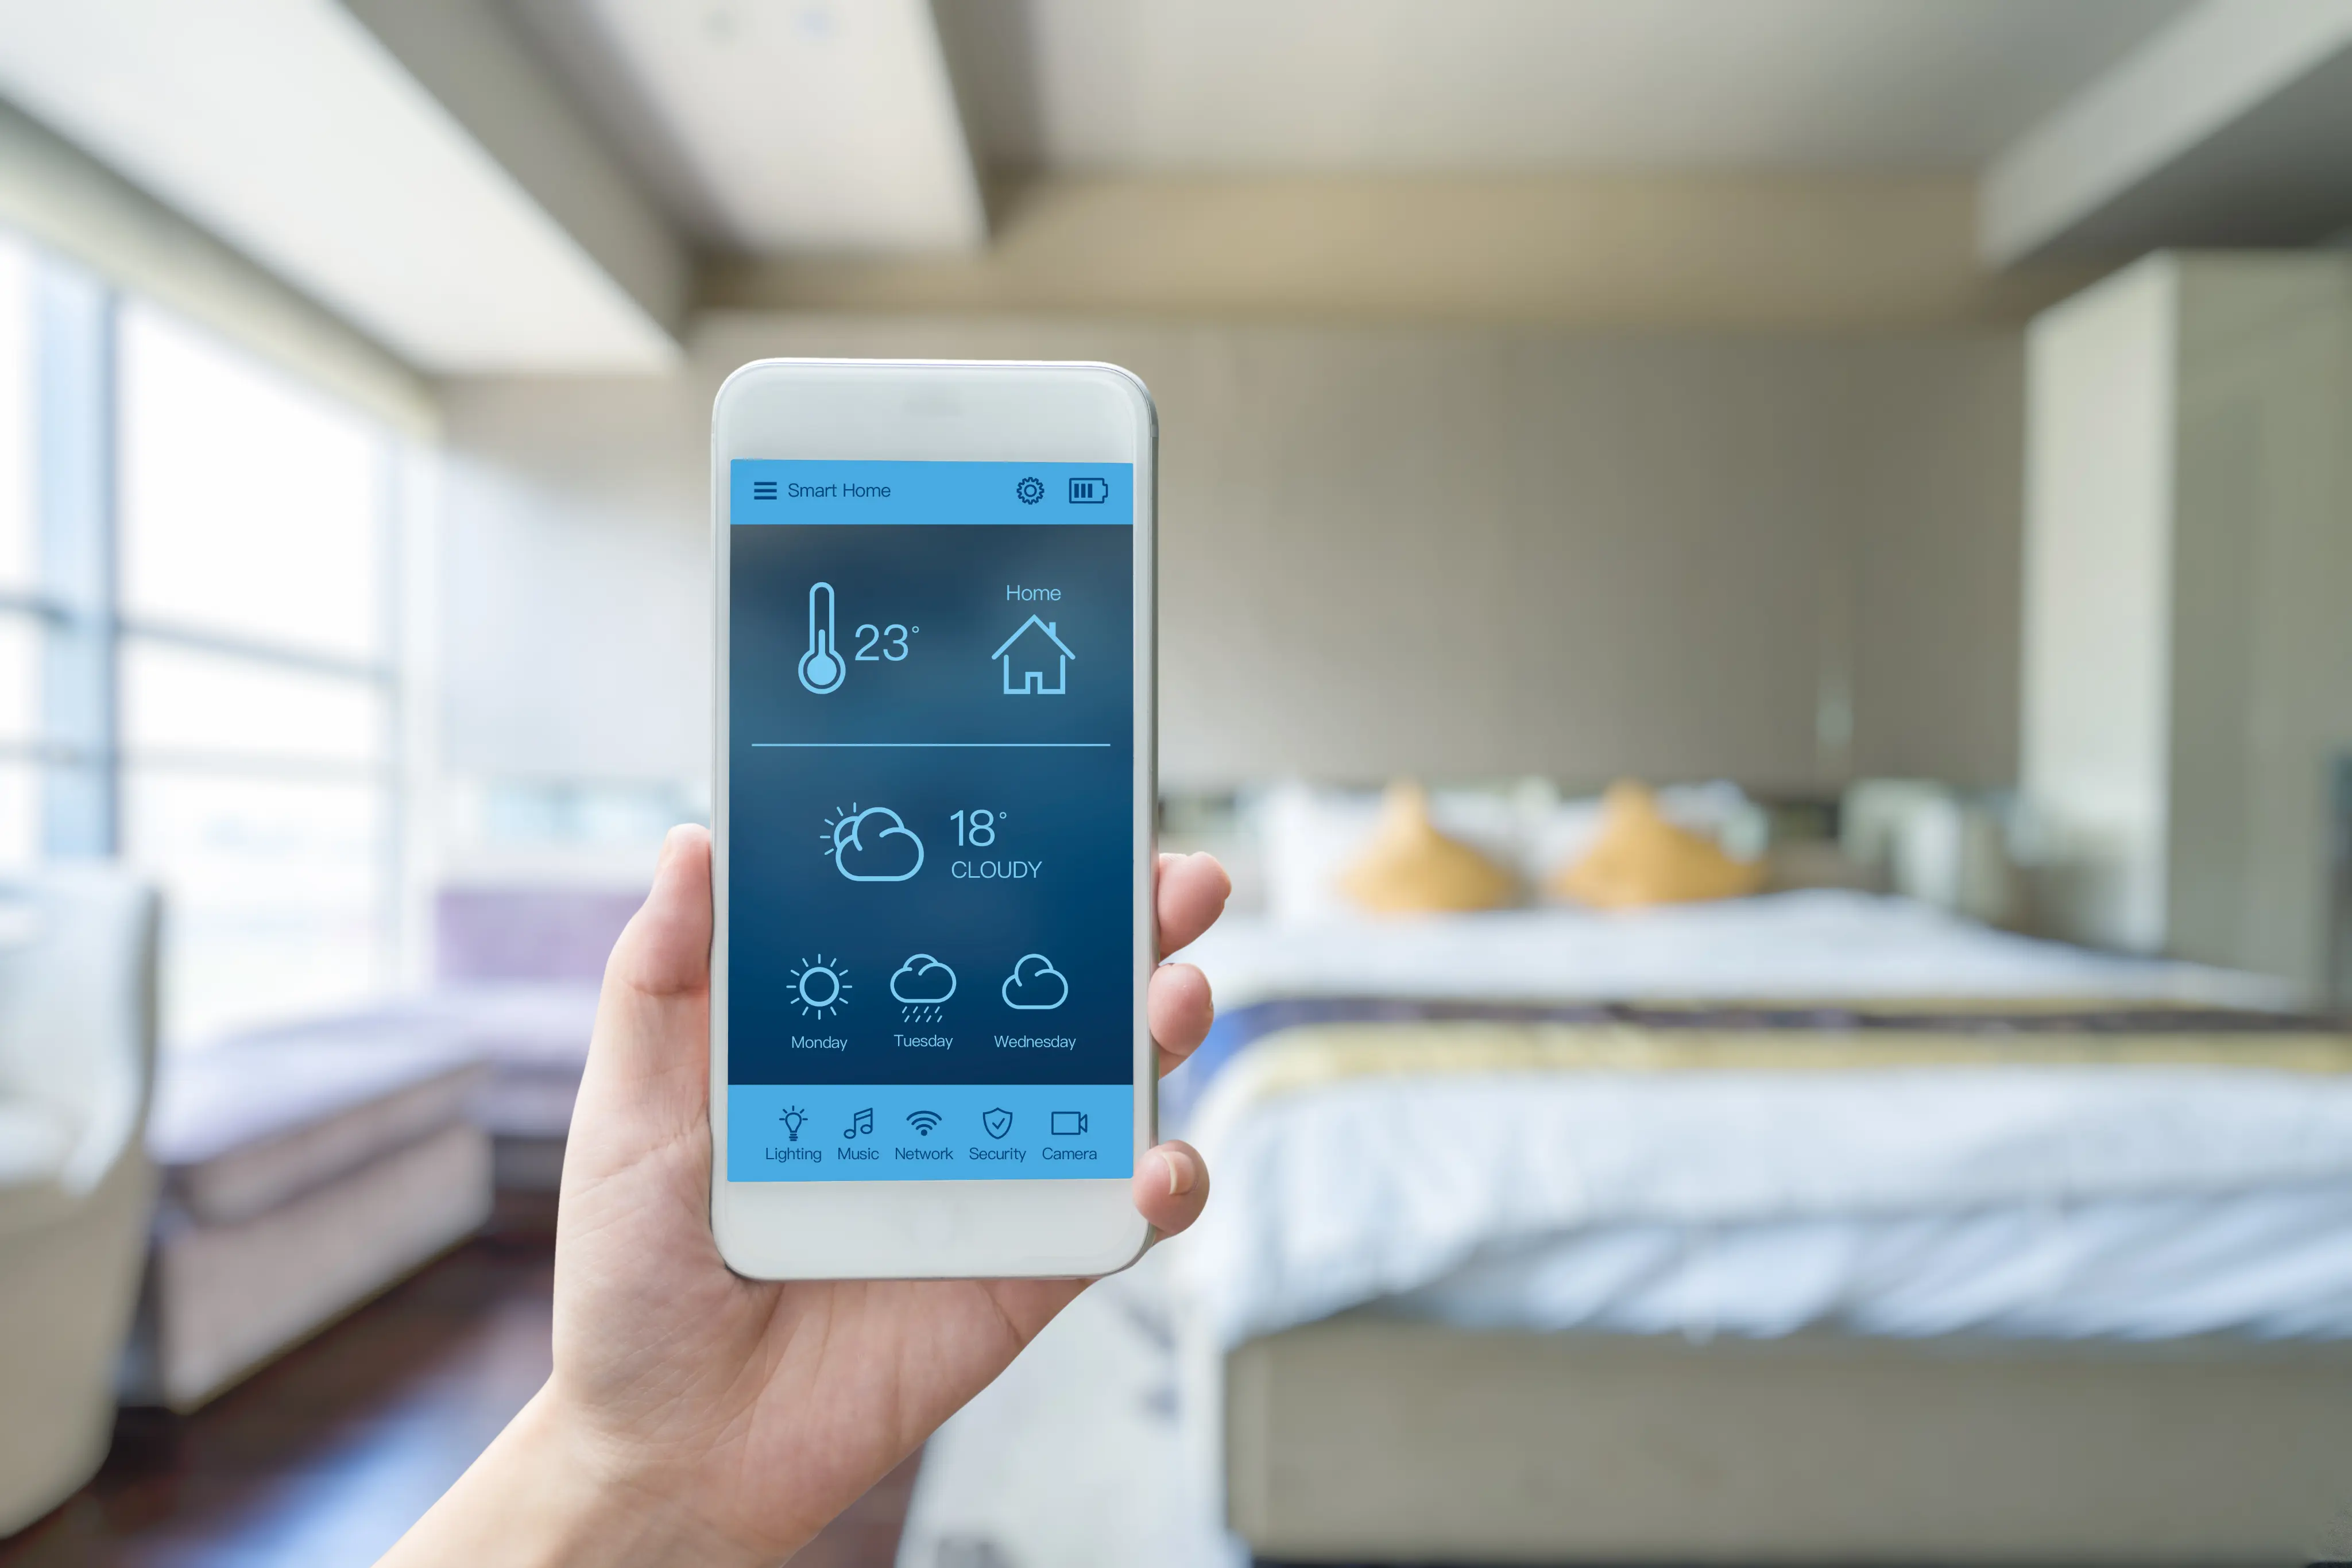 Smart Home
Home
23°
18°
CLOUDY
Monday Tuesday Wednesday
Lighting Music Network Security Camera